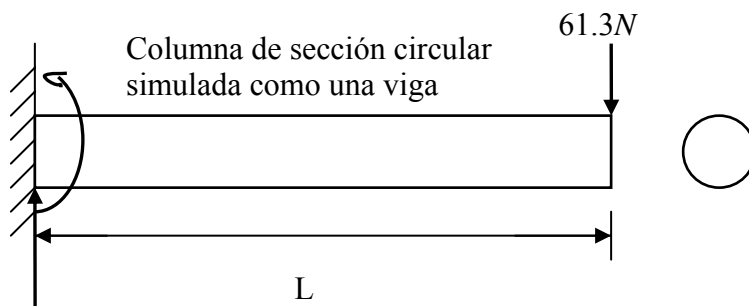 61.3N
Columna de sección circular
simulada como una viga
L